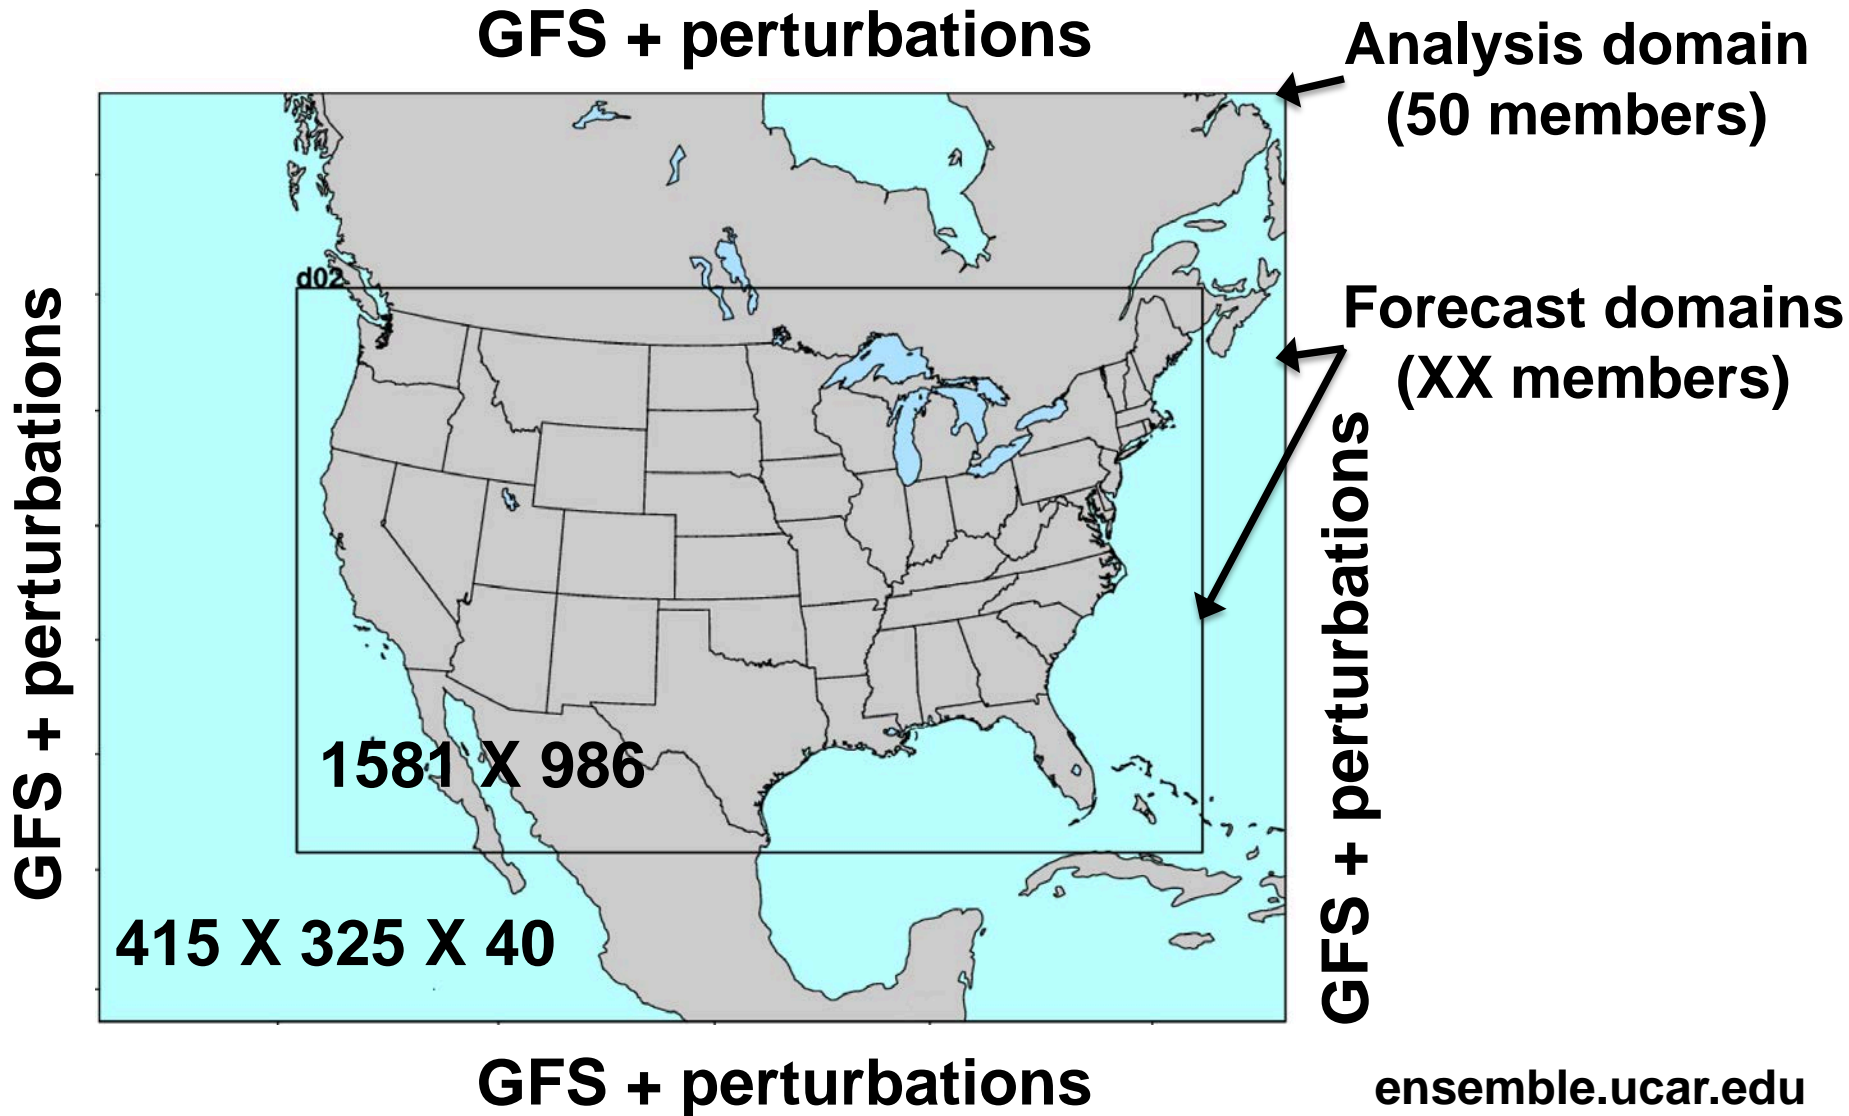 GFS + perturbations
Analysis domain
(50 members)
d02
Forecast domains
(XX members)
GFS + perturbations
GFS + perturbations
1581 X 986
415 X 325 X 40
GFS + perturbations
ensemble.ucar.edu